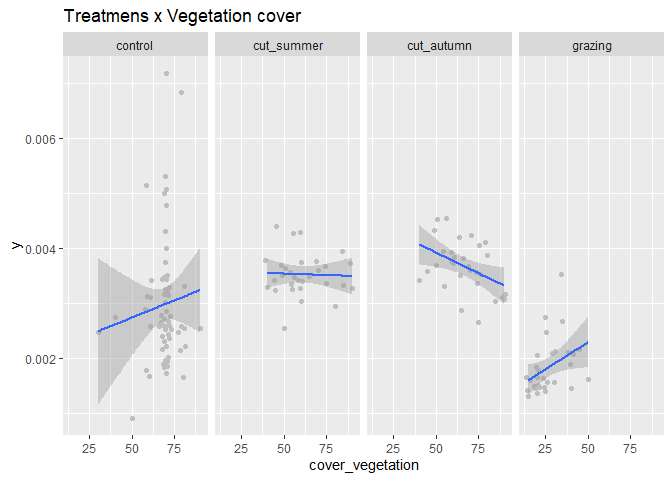 Treatmens x Vegetation cover
control cut_summer cut_autumn grazing
0.006
y
0.004
0.002
25 50 75 25 50 75 25 50 75 25 50 75
cover_vegetation